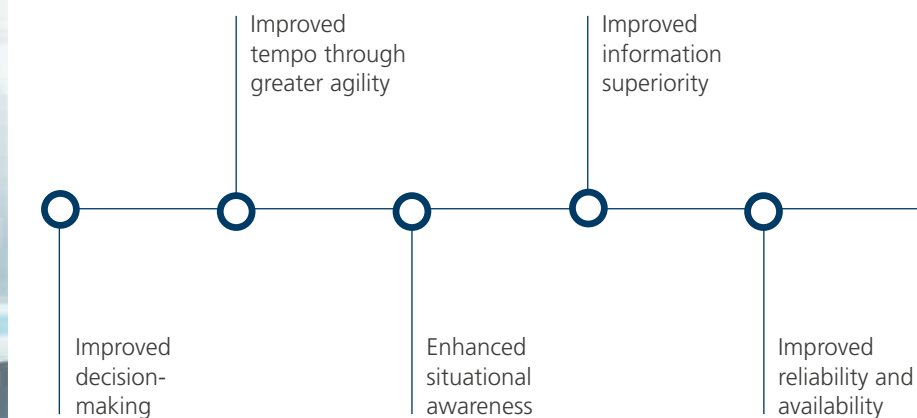 Improved
tempo through
greater agility
Improved
information
superiority
Improved
decision-
making
Enhanced
situational
awareness
Improved
reliability and
availability